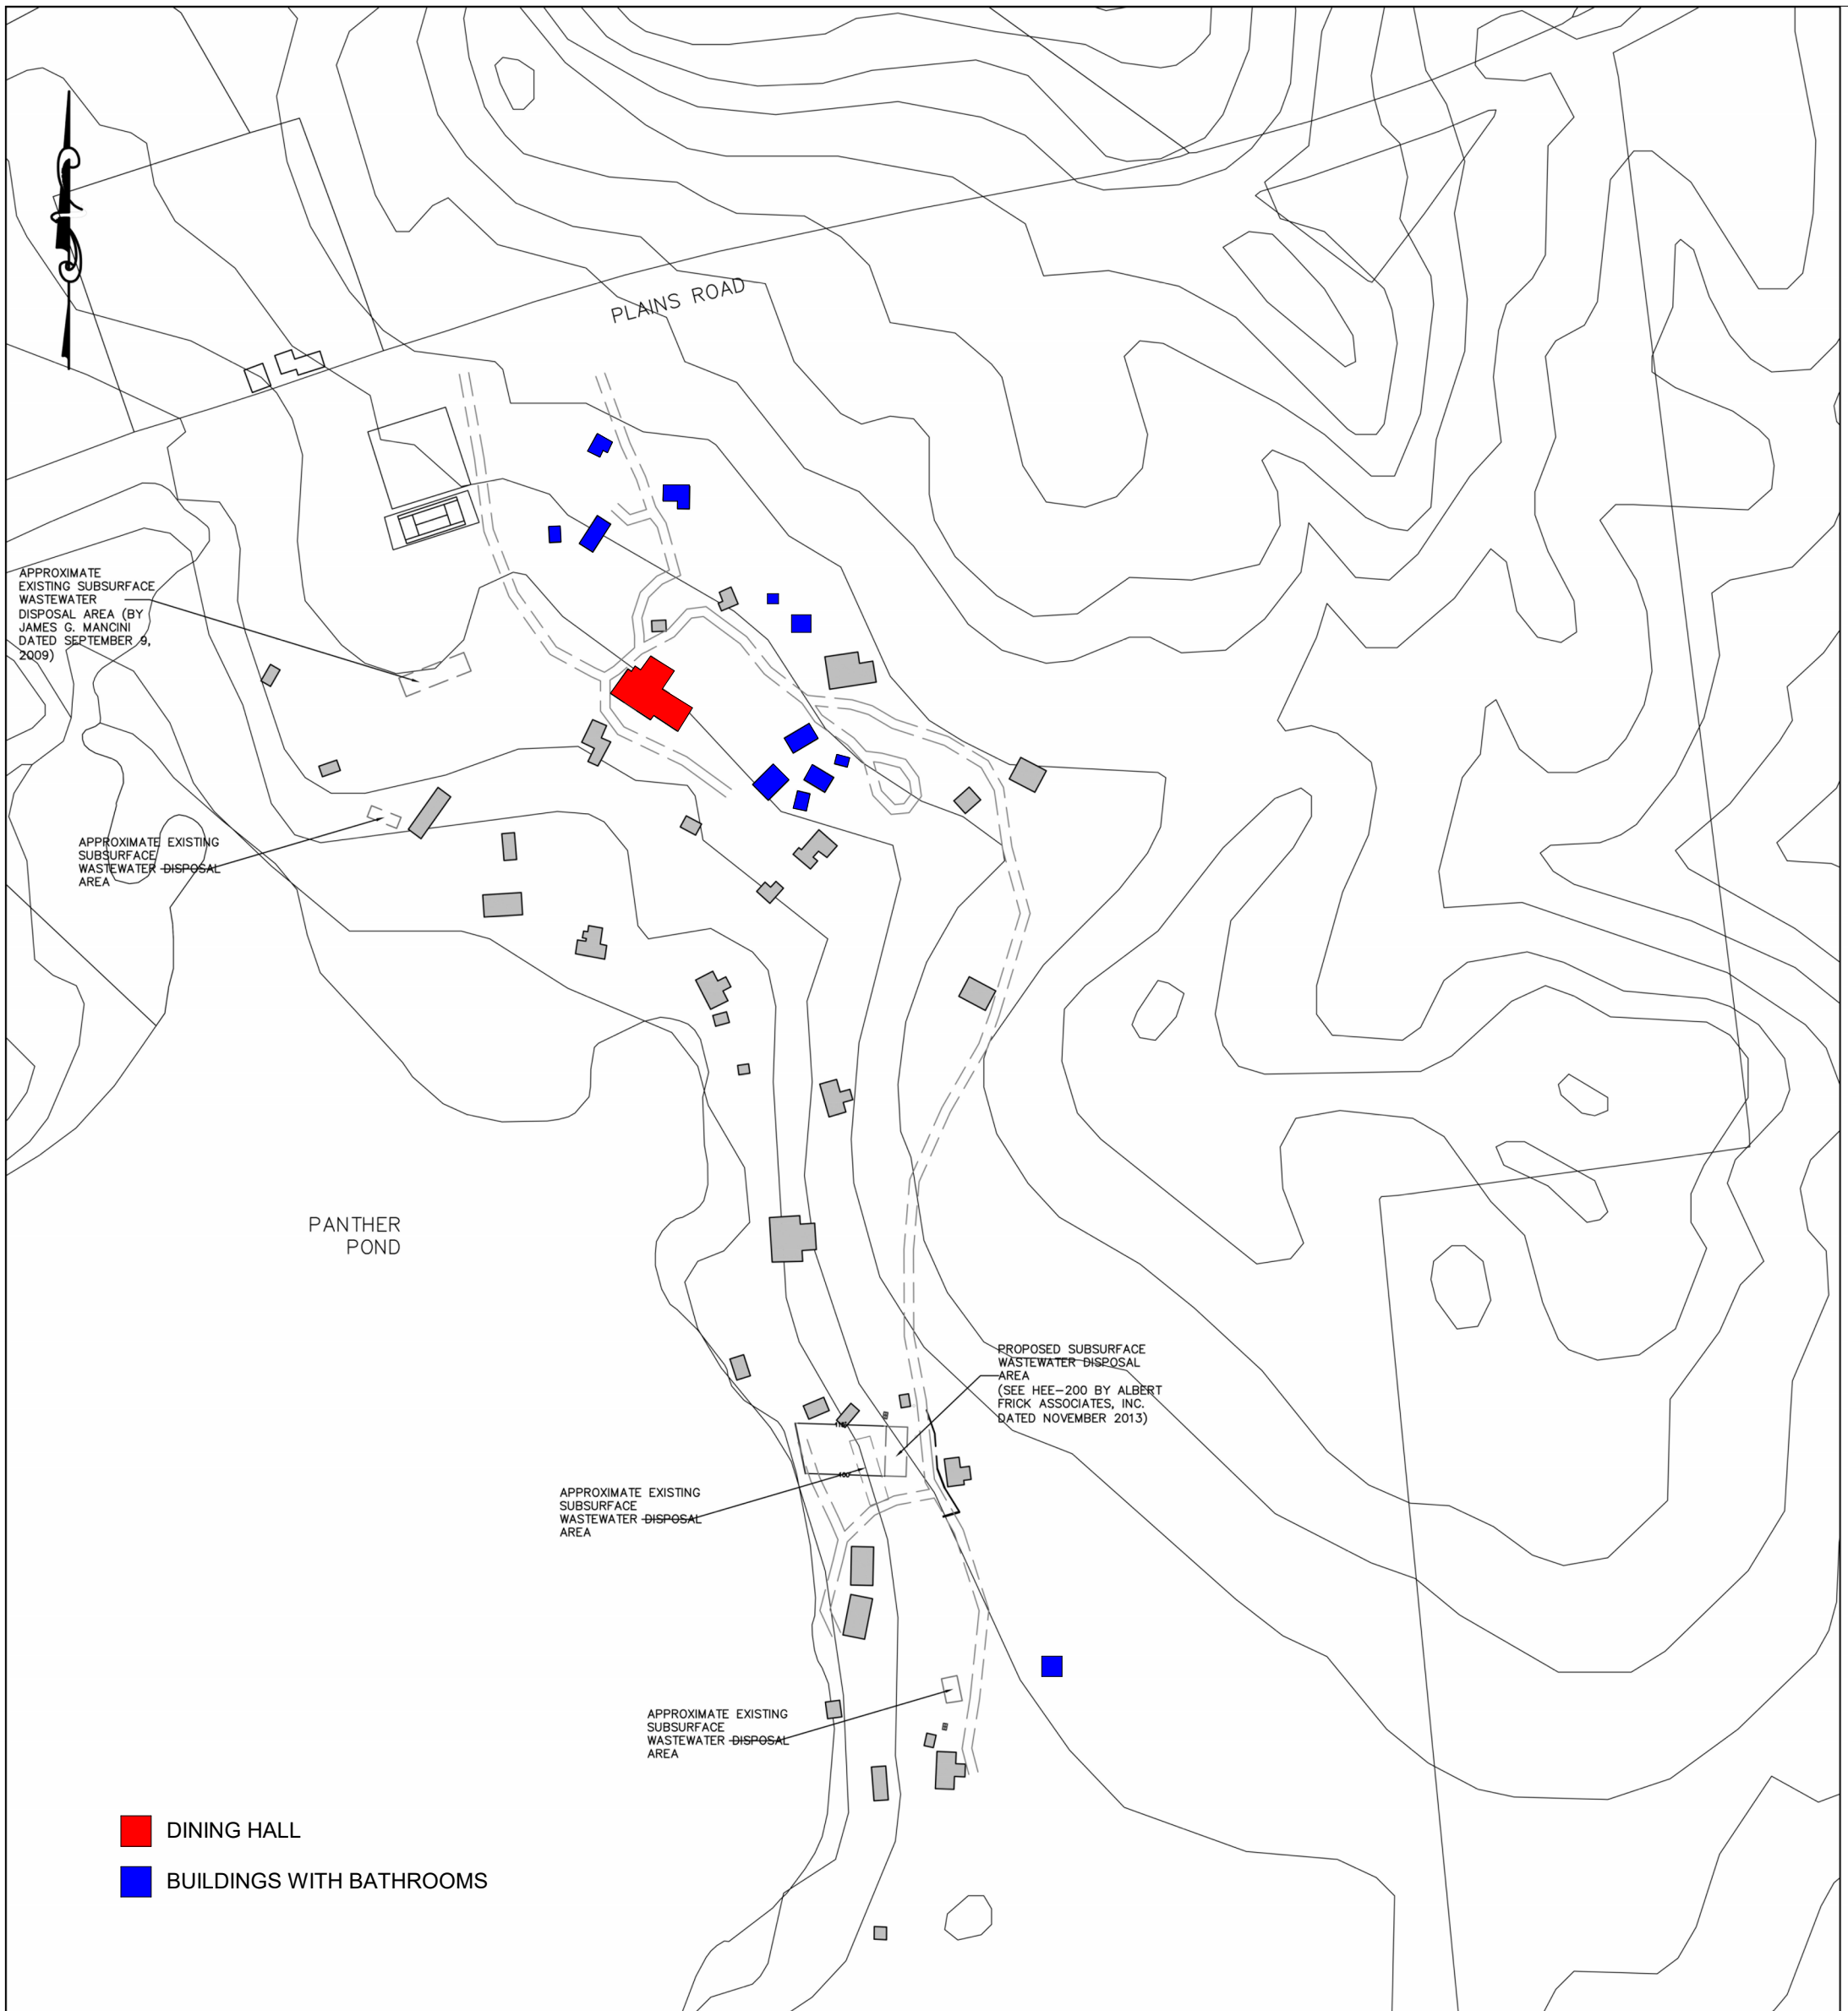 PLAINS ROAD
APPROXIMATE
EXISTING SUBSURFACE
WASTEWATER
DISPOSAL AREA (BY
JAMES G. MANCINI
DATED SEPTEMBER 9,
2009)
APPROXIMATE EXISTING
SUBSURFACE
WASTEWATER DISPOSAL
AREA
PANTHER
POND
PROPOSED SUBSURFACE
WASTEWATER DISPOSAL
AREA
(SEE HEE-200 BY ALBERT
FRICK ASSOCIATES, INC.
DATED NOVEMBER 2013)
APPROXIMATE EXISTING
SUBSURFACE
WASTEWATER DISPOSAL
AREA
APPROXIMATE EXISTING
SUBSURFACE
WASTEWATER DISPOSAL
AREA
DINING HALL
BUILDINGS WITH BATHROOMS